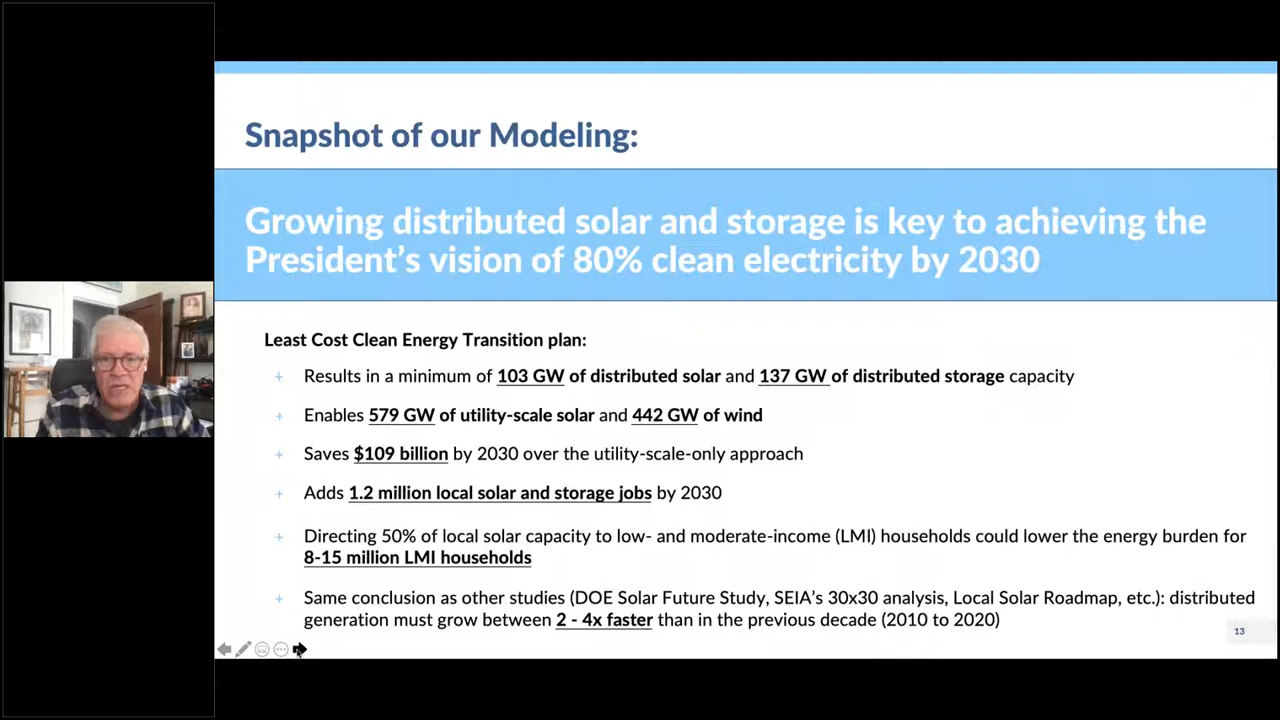 Snapshot of our Modeling:
Growing distributed solar and storage is key to achieving the
President’s vision of 80% clean electricity by 2030
Least Cost Clean Energy Transition plan:
+ Results in a minimum of 103 GW of distributed solar and 137 GW of distributed storage capacity
+ Enables 579 GW of utility-scale solar and 442 GW of wind
+ Saves $109 billion by 2030 over the utility-scale-only approach
+ Adds 1.2 million local solar and storage jobs by 2030
+ Directing 50% of local solar capacity to low- and moderate-income (LMI) households could lower the energy burden for
8-15 million LMI households
+ Same conclusion as other studies (DOE Solar Future Study, SEIA’s 30x30 analysis, Local Solar Roadmap, etc.): distributed
generation must grow between 2 - 4x faster than in the previous decade (2010 to 2020)
13